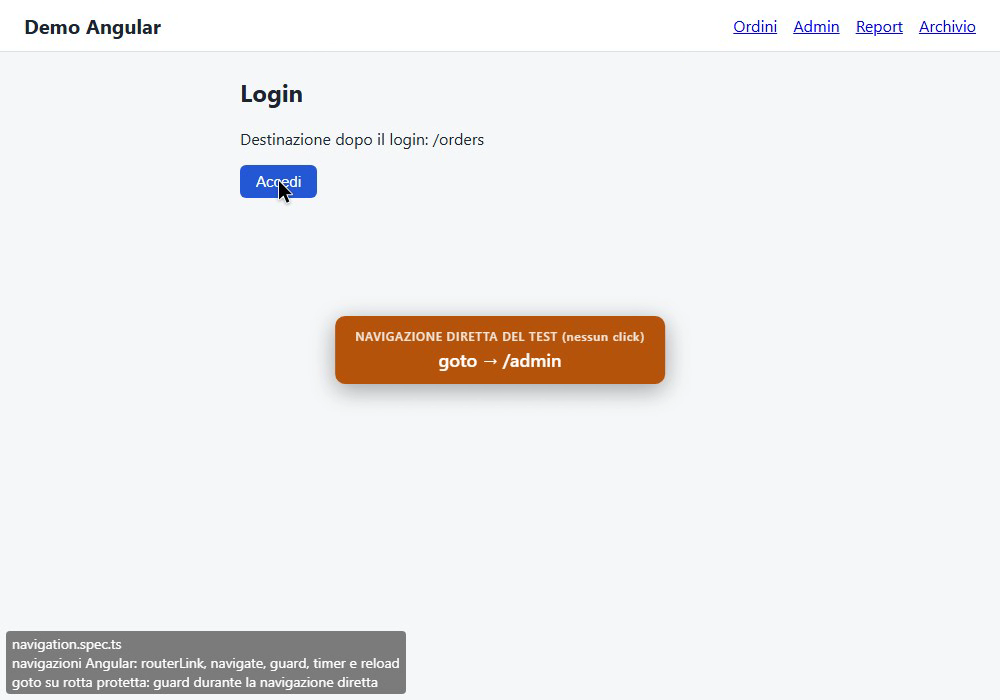 Demo Angular
Ordini Admin Report Archivio
Login
Destinazione dopo il login: /orders
Accedi
NAVIGAZIONE DIRETTA DEL TEST (nessun click)
goto → /admin
navigation.spec.ts
navigazioni Angular: routerLink, navigate, guard, timer e reload
goto su rotta protetta: guard durante la navigazione diretta